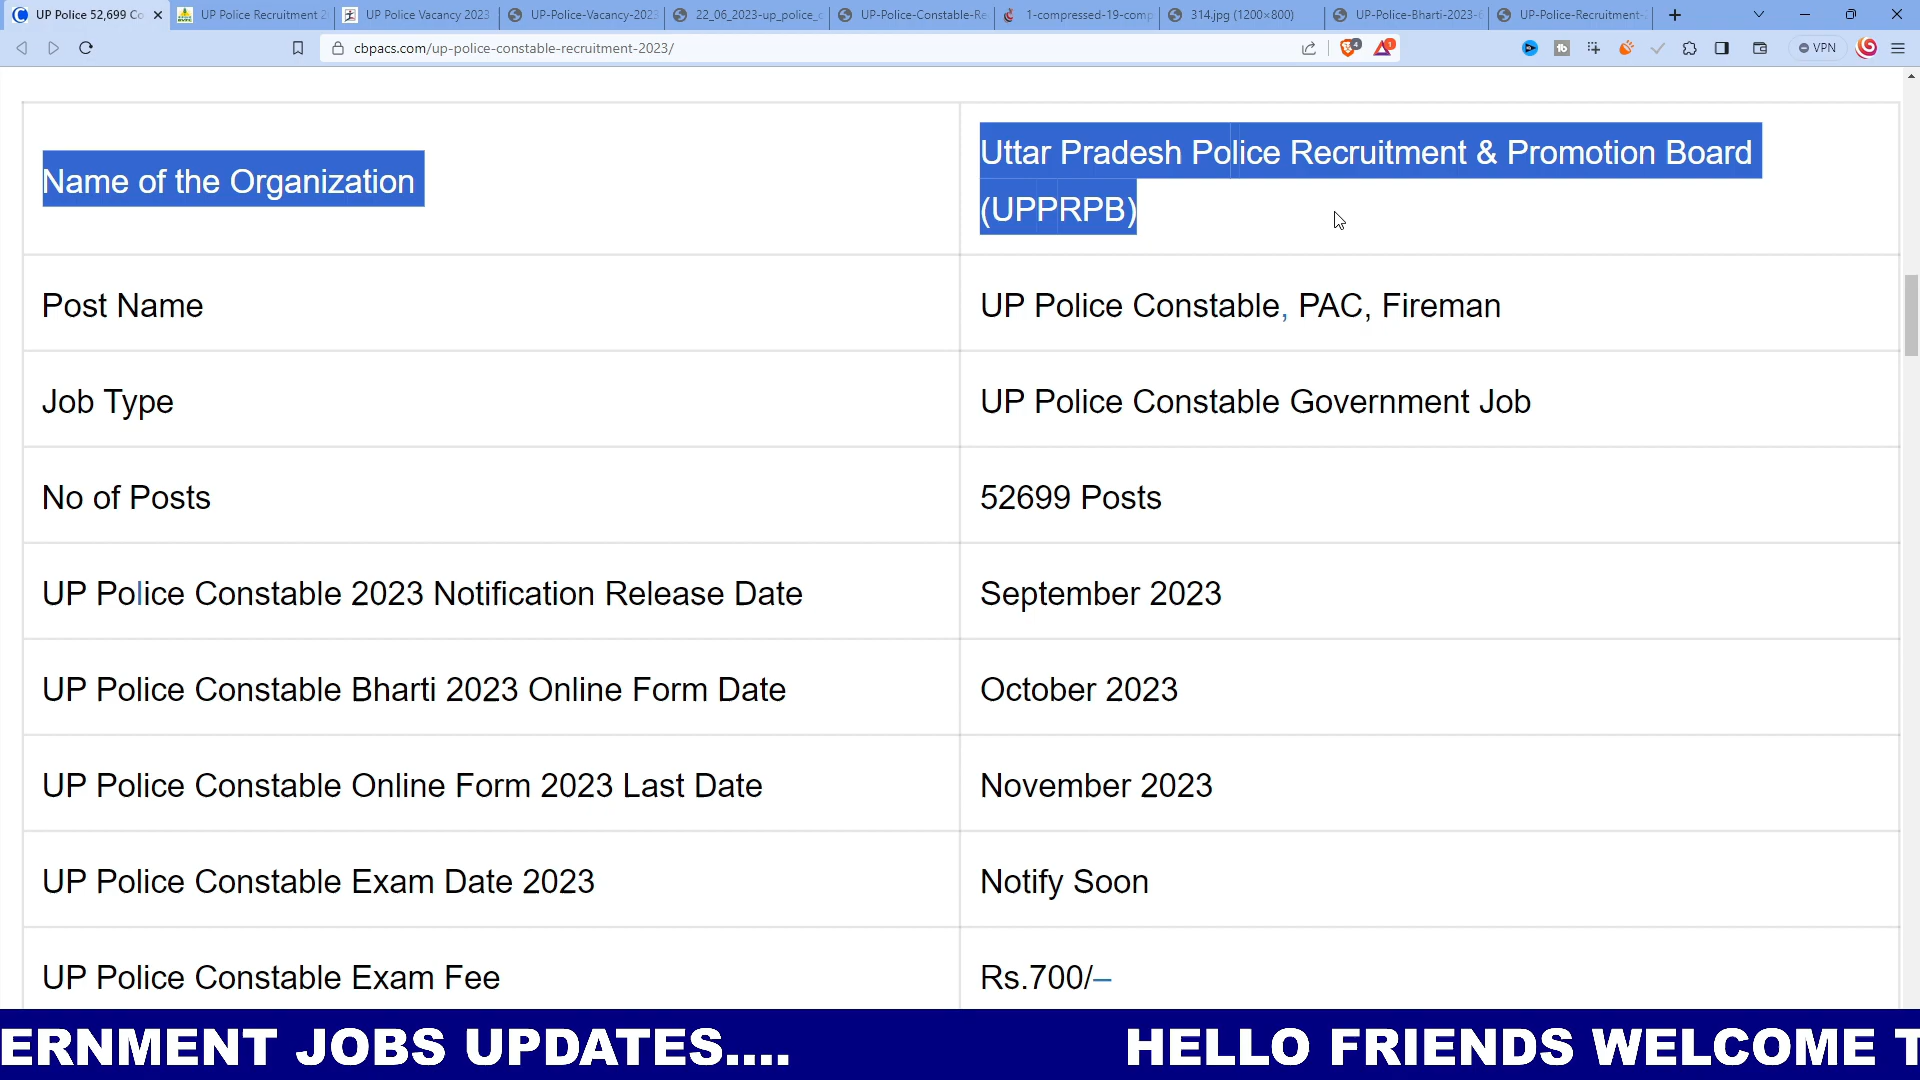 UP Police 52,699 Co
UP Police Recruitment 2
UP Police Vacancy 2023
UP-Police-Vacancy-2023
22_06_2023-up_police_c
UP-Police-Constable-Re
1-compressed-19-comp
314.jpg (1200×800)
UP-Police-Bharti-2023-6
UP-Police-Recruitment-
cbpacs.com/up-police-constable-recruitment-2023/
4
1
VPN
Name of the Organization
Uttar Pradesh Police Recruitment & Promotion Board
(UPPRPB)
Post Name
UP Police Constable, PAC, Fireman
Job Type
UP Police Constable Government Job
No of Posts
52699 Posts
UP Police Constable 2023 Notification Release Date
September 2023
UP Police Constable Bharti 2023 Online Form Date
October 2023
UP Police Constable Online Form 2023 Last Date
November 2023
UP Police Constable Exam Date 2023
Notify Soon
UP Police Constable Exam Fee
Rs.700/–
ERNMENT JOBS UPDATES....
HELLO FRIENDS WELCOME T